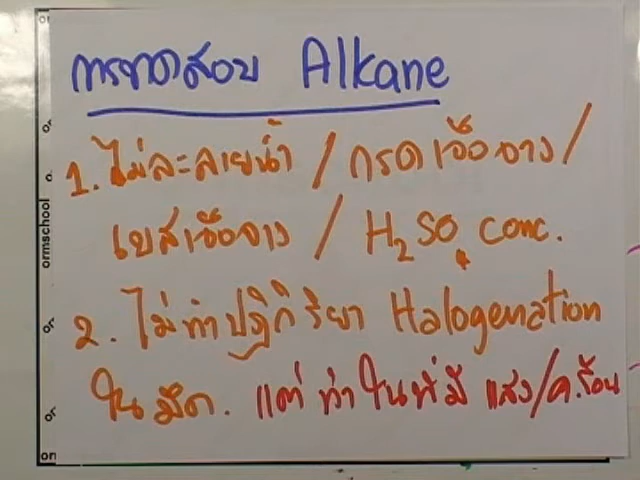 การทดสอบ Alkane
1. ไม่ละลายน้ำ / กรดเจือจาง /
เบสเจือจาง / H₂SO₄ conc.
2. ไม่ทำปฏิกิริยา Halogenation
ในมืด. แต่ทำในที่มี แสง/ค.ร้อน
ormschool